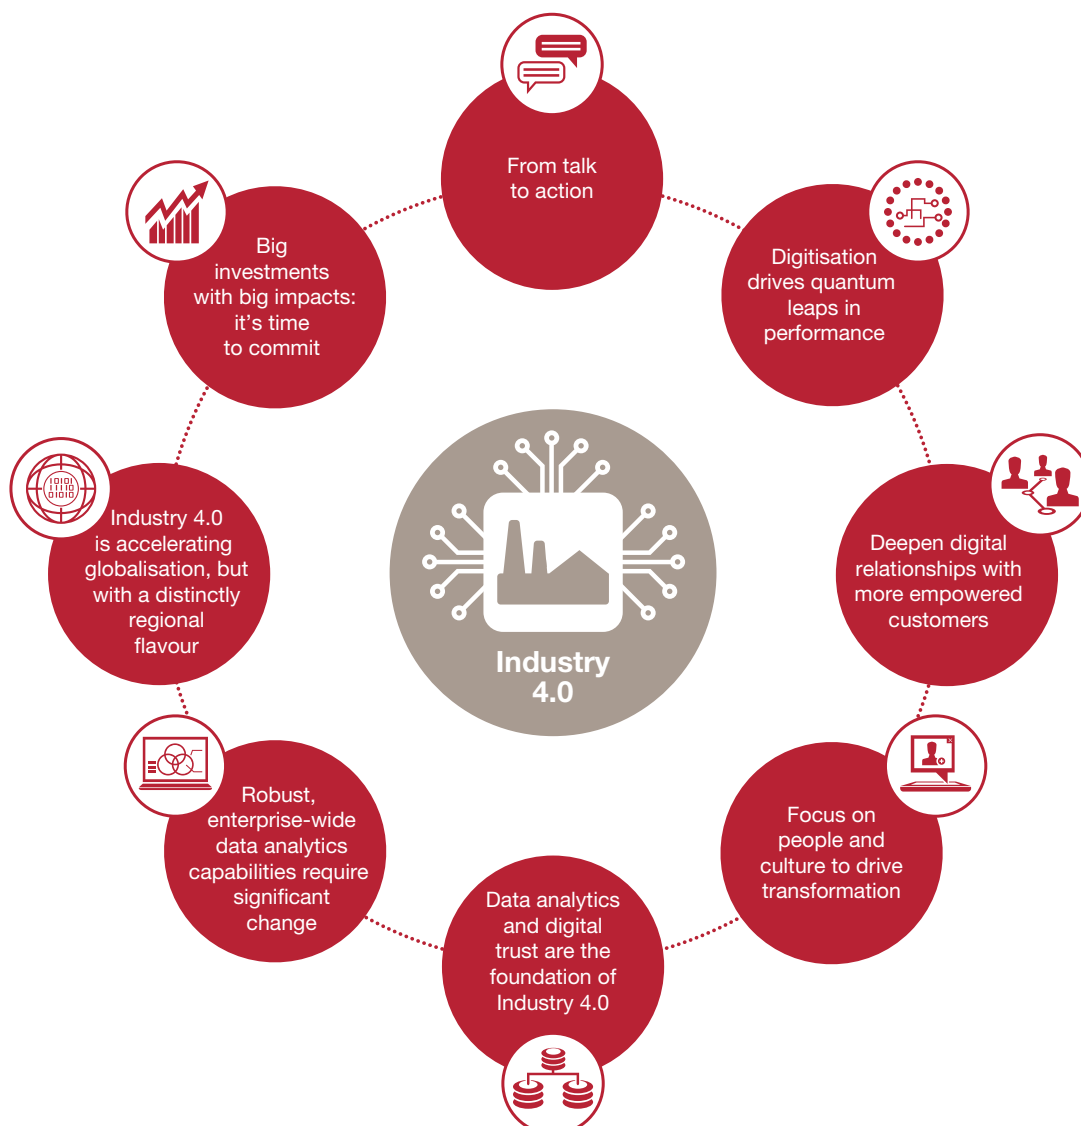 From talk
to action
Digitisation
drives quantum
leaps in
performance
Deepen digital
relationships with
more empowered
customers
Focus on
people and
culture to drive
transformation
Data analytics
and digital
trust are the
foundation of
Industry 4.0
Robust,
enterprise-wide
data analytics
capabilities require
significant
change
Industry 4.0
is accelerating
globalisation, but
with a distinctly
regional
flavour
10101
11110
01010
Big
investments
with big impacts:
it’s time
to commit
Industry
4.0